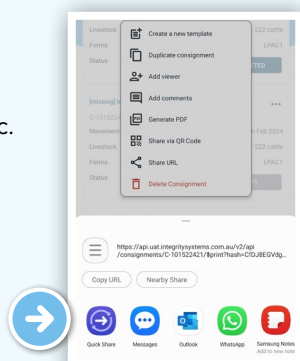 c.
Livestock
222 cattle
Forms
LPAC1
Status
Create a new template
Duplicate consignment
Add viewer
Add comments
Generate PDF
PDF
Share via QR Code
Share URL
Delete Consignment
[missing]
C-1015224
Movement
Feb 2024
Livestock
222 cattle
Forms
LPAC1
Status
https://api.uat.integritysystems.com.au/v2/api
/consignments/C-101522421/$print?hash=CfDJ8EGVdg...
Copy URL
Nearby Share
Quick Share
Messages
Outlook
WhatsApp
Samsung Notes
Add to new note